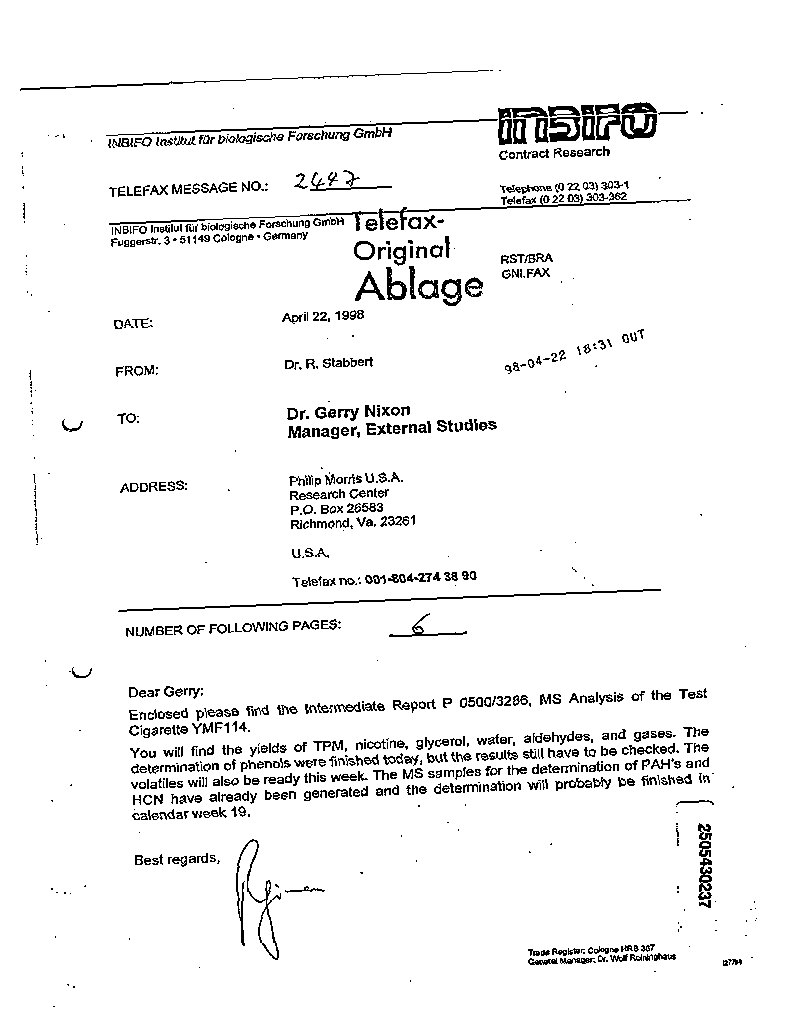 INBIFO Institut für biologische Forschung GmbH
INBIFO
Contract Research
TELEFAX MESSAGE NO.: 2447
Telephone (0 22 03) 303-1
Telefax (0 22 03) 303-362
INBIFO Institut für biologische Forschung GmbH
Fuggerstr. 3 • 51149 Cologne • Germany
Telefax-
Original
Ablage
RST/BRA
GNI.FAX
DATE: April 22, 1998
98-04-22 18:31 OUT
FROM: Dr. R. Stabbert
TO: Dr. Gerry Nixon
Manager, External Studies
ADDRESS: Philip Morris U.S.A.
Research Center
P.O. Box 26583
Richmond, Va. 23261
U.S.A.
Telefax no.: 001-804-274 38 90
NUMBER OF FOLLOWING PAGES: 6
Dear Gerry:
Enclosed please find the Intermediate Report P 0500/3286, MS Analysis of the Test
Cigarette YMF114.
You will find the yields of TPM, nicotine, glycerol, water, aldehydes, and gases. The
determination of phenols were finished today, but the results still have to be checked. The
volatiles will also be ready this week. The MS samples for the determination of PAH's and
HCN have already been generated and the determination will probably be finished in
calendar week 19.
Best regards,
2505430237
Trade Register: Cologne HRB 367
General Manager: Dr. Wolf Reininghaus